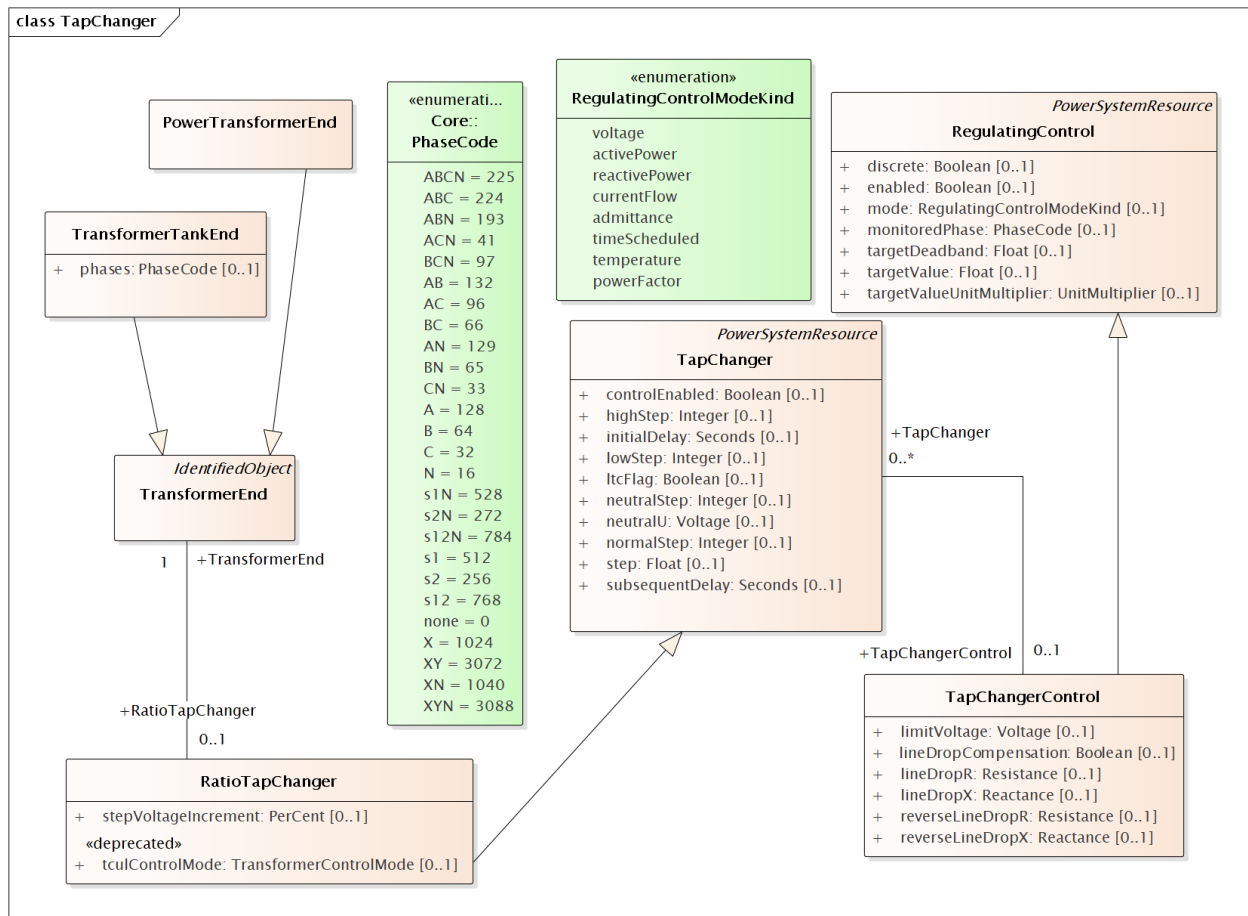 class TapChanger
PowerTransformerEnd
TransformerTankEnd
+ phases: PhaseCode [0..1]
IdentifiedObject
TransformerEnd
1
+TransformerEnd
+RatioTapChanger
0..1
RatioTapChanger
+ stepVoltageIncrement: PerCent [0..1]
«deprecated»
+ tculControlMode: TransformerControlMode [0..1]
«enumerati...
Core::
PhaseCode
ABCN = 225
ABC = 224
ABN = 193
ACN = 41
BCN = 97
AB = 132
AC = 96
BC = 66
AN = 129
BN = 65
CN = 33
A = 128
B = 64
C = 32
N = 16
s1N = 528
s2N = 272
s12N = 784
s1 = 512
s2 = 256
s12 = 768
none = 0
X = 1024
XY = 3072
XN = 1040
XYN = 3088
«enumeration»
RegulatingControlModeKind
voltage
activePower
reactivePower
currentFlow
admittance
timeScheduled
temperature
powerFactor
PowerSystemResource
RegulatingControl
+ discrete: Boolean [0..1]
+ enabled: Boolean [0..1]
+ mode: RegulatingControlModeKind [0..1]
+ monitoredPhase: PhaseCode [0..1]
+ targetDeadband: Float [0..1]
+ targetValue: Float [0..1]
+ targetValueUnitMultiplier: UnitMultiplier [0..1]
PowerSystemResource
TapChanger
+ controlEnabled: Boolean [0..1]
+ highStep: Integer [0..1]
+ initialDelay: Seconds [0..1]
+ lowStep: Integer [0..1]
+ ltcFlag: Boolean [0..1]
+ neutralStep: Integer [0..1]
+ neutralU: Voltage [0..1]
+ normalStep: Integer [0..1]
+ step: Float [0..1]
+ subsequentDelay: Seconds [0..1]
+TapChanger
0..*
+TapChangerControl
0..1
TapChangerControl
+ limitVoltage: Voltage [0..1]
+ lineDropCompensation: Boolean [0..1]
+ lineDropR: Resistance [0..1]
+ lineDropX: Reactance [0..1]
+ reverseLineDropR: Resistance [0..1]
+ reverseLineDropX: Reactance [0..1]